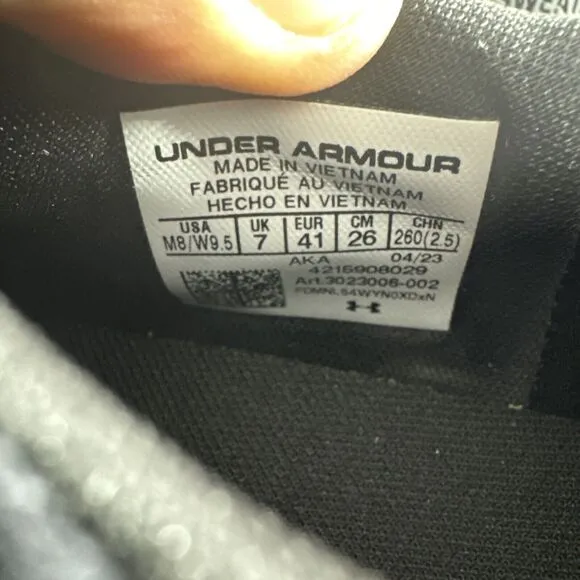 UNDER ARMOUR
MADE IN VIETNAM
FABRIQUÉ AU VIETNAM
HECHO EN VIETNAM
USA UK EUR CM CHN
M8/W9.5 7 41 26 260(2.5)
AKA 04/23
4216908029
Art.3023006-002